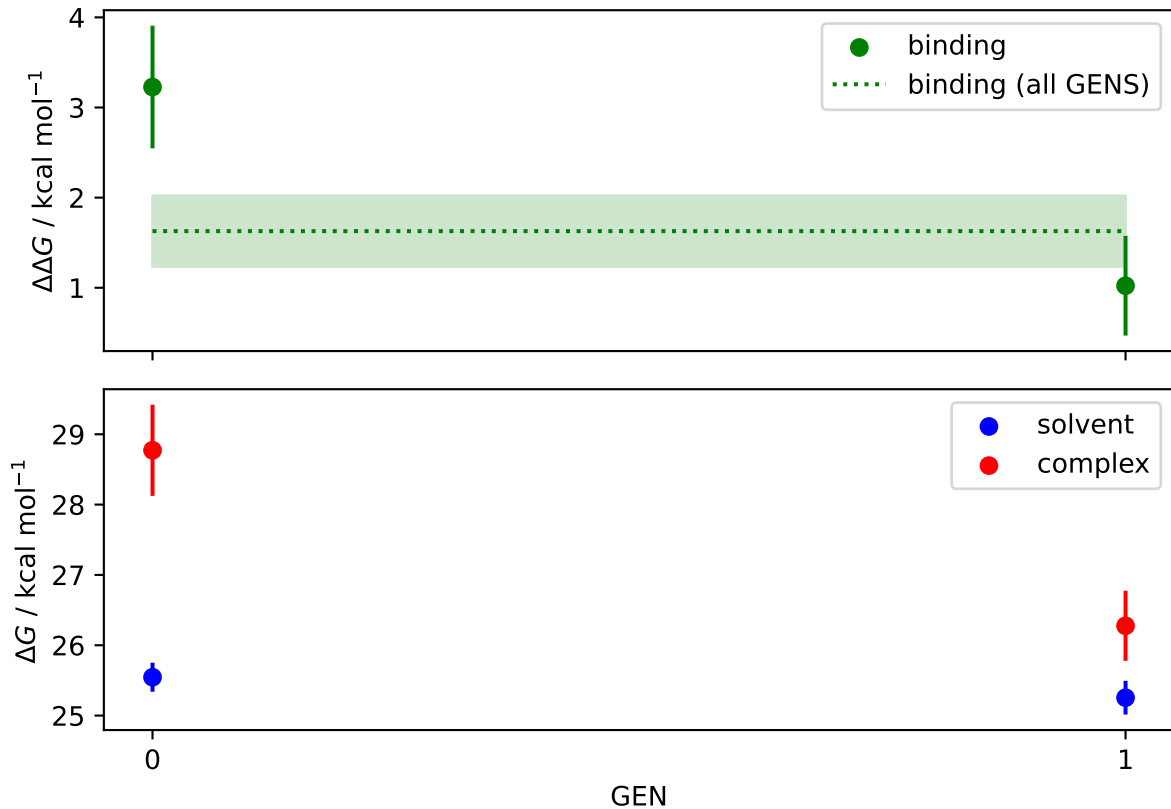 4
3
2
1
ΔΔG / kcal mol⁻¹
binding
binding (all GENS)
29
28
27
26
25
ΔG / kcal mol⁻¹
solvent
complex
0
1
GEN